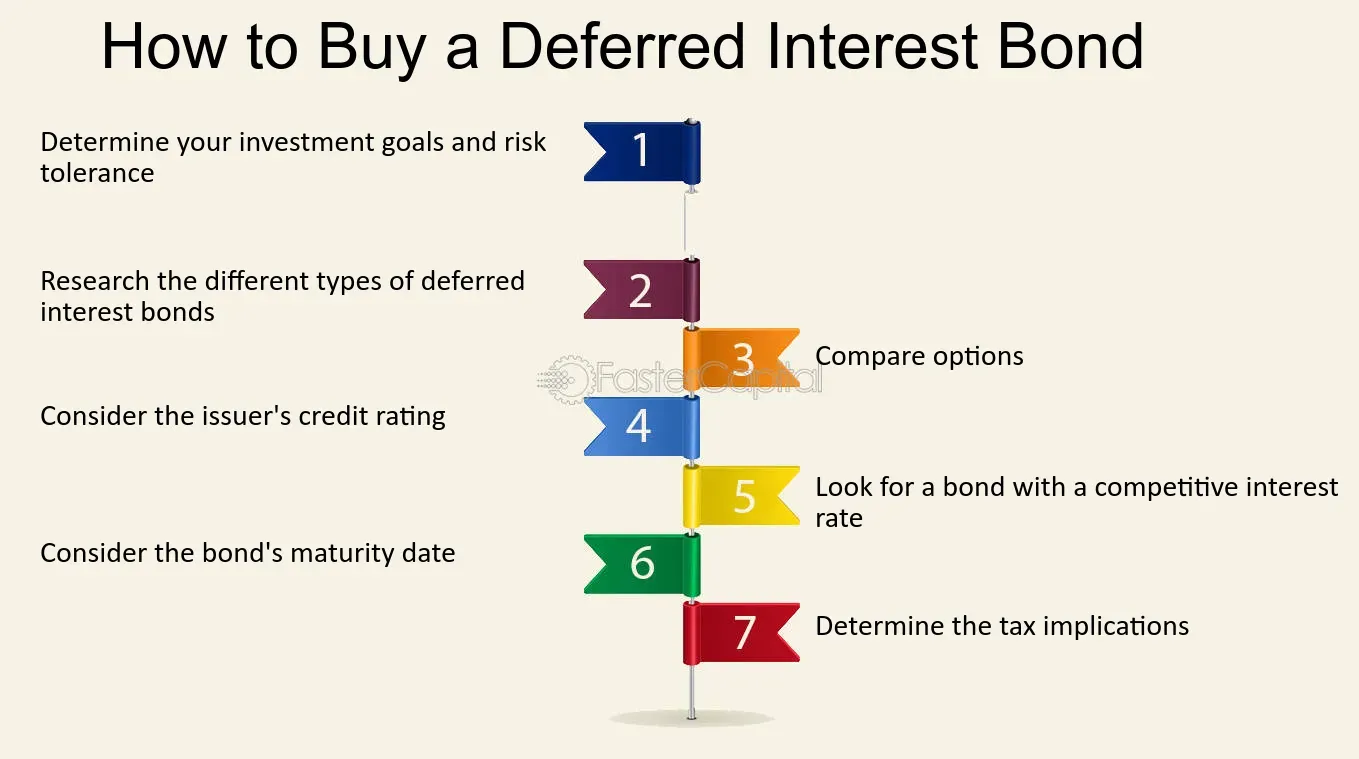 How to Buy a Deferred Interest Bond
Determine your investment goals and risk
tolerance
1
Research the different types of deferred
interest bonds
2
3
Compare options
FasterCapital
Consider the issuer's credit rating
4
5
Look for a bond with a competitive interest
rate
Consider the bond's maturity date
6
7
Determine the tax implications